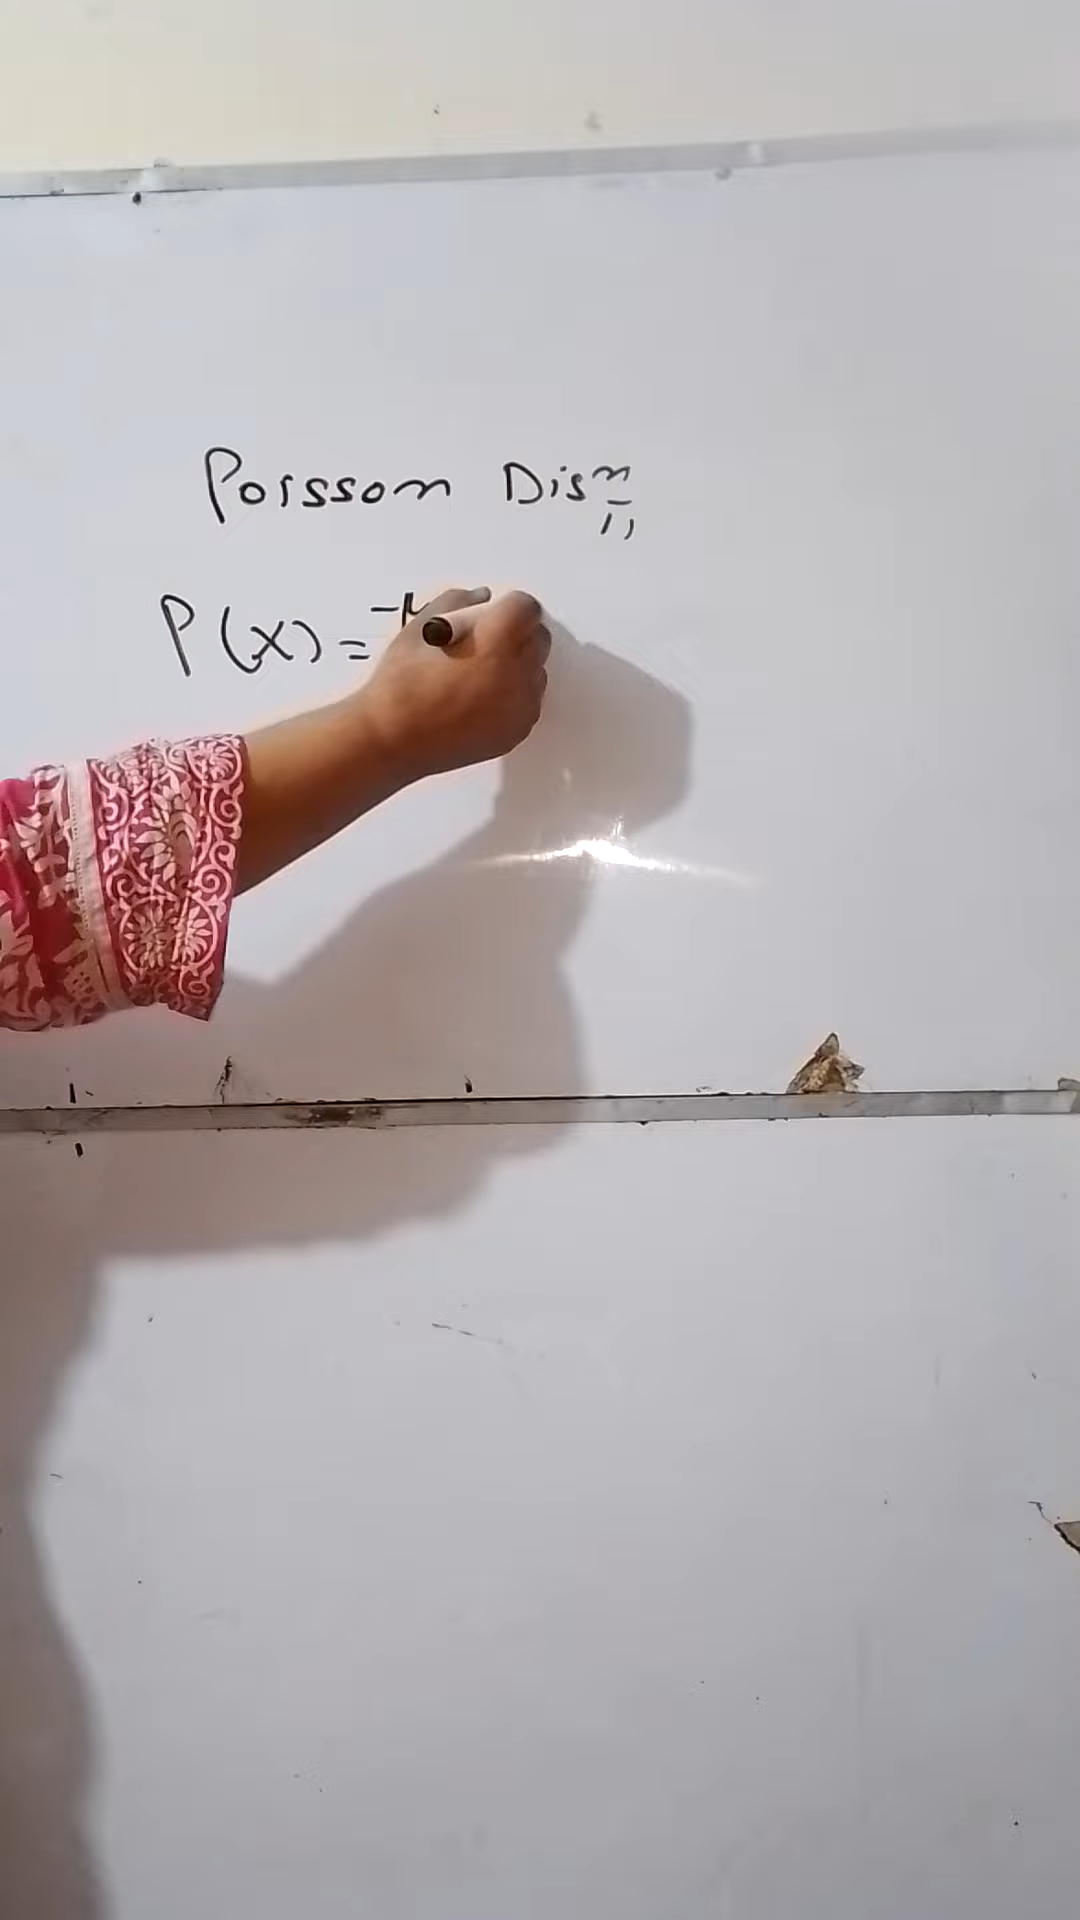 Poisson Disn
P(X) = -μ